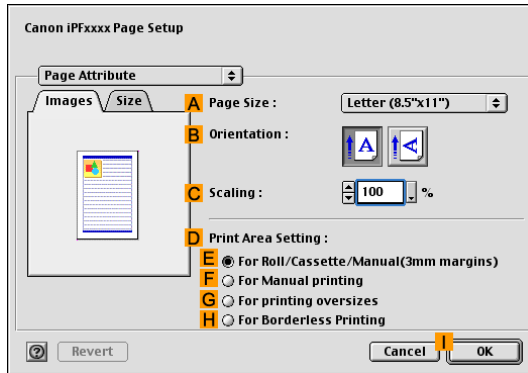 Canon iPFxxxx Page Setup
Page Attribute
Images Size
A Page Size : Letter (8.5"x11")
B Orientation : A A
C Scaling : 100 %
D Print Area Setting :
E For Roll/Cassette/Manual(3mm margins)
F For Manual printing
G For printing oversizes
H For Borderless Printing
? Revert Cancel I OK